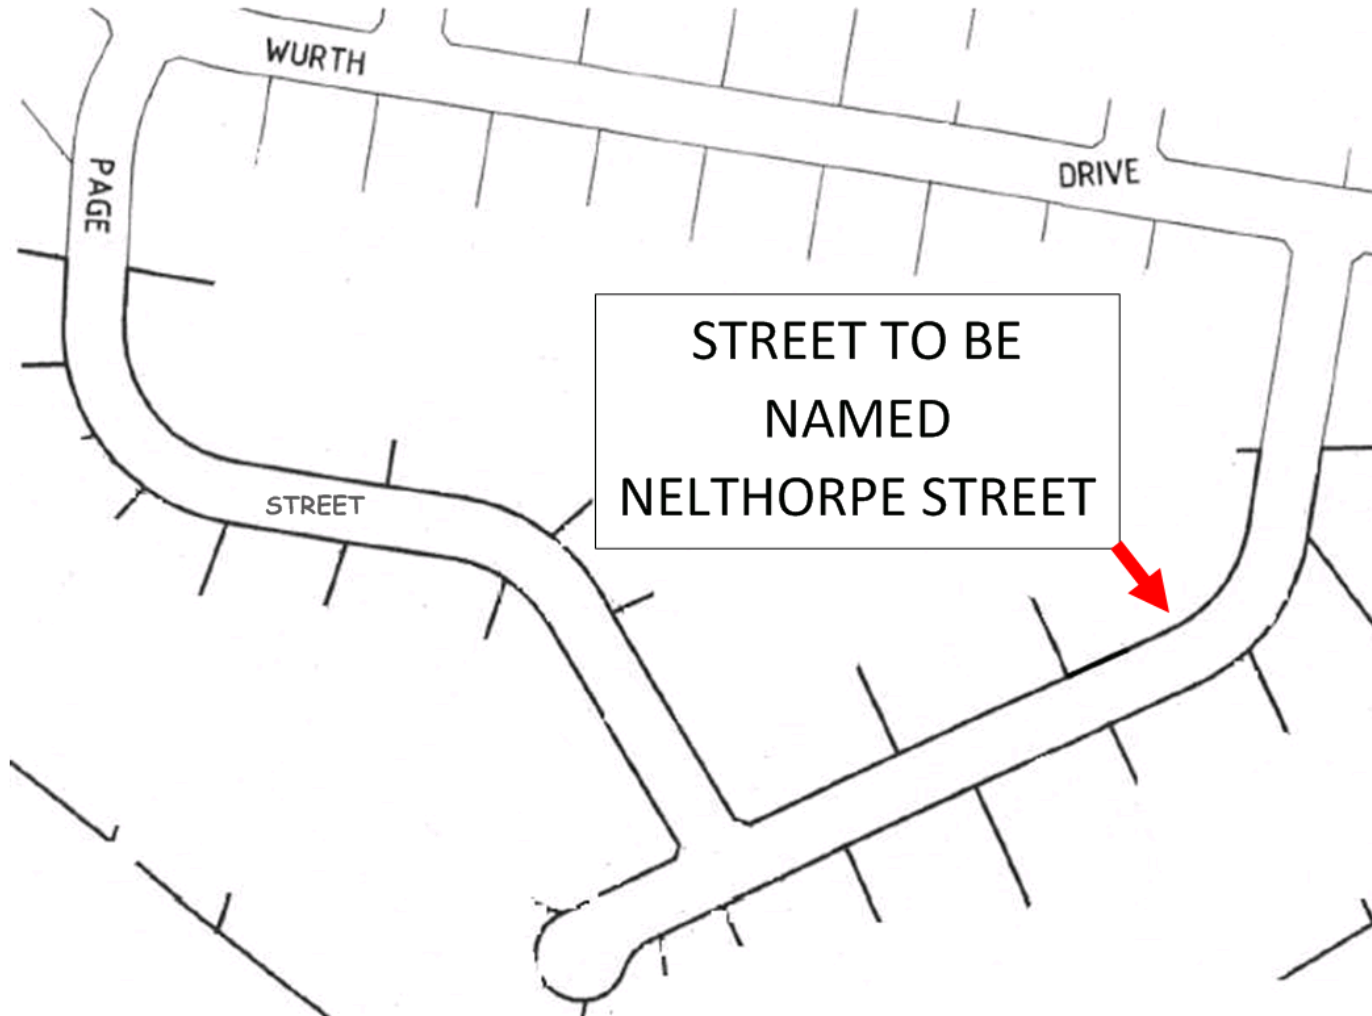 WURTH
DRIVE
PAGE
STREET TO BE
NAMED
NELTHORPE STREET
STREET